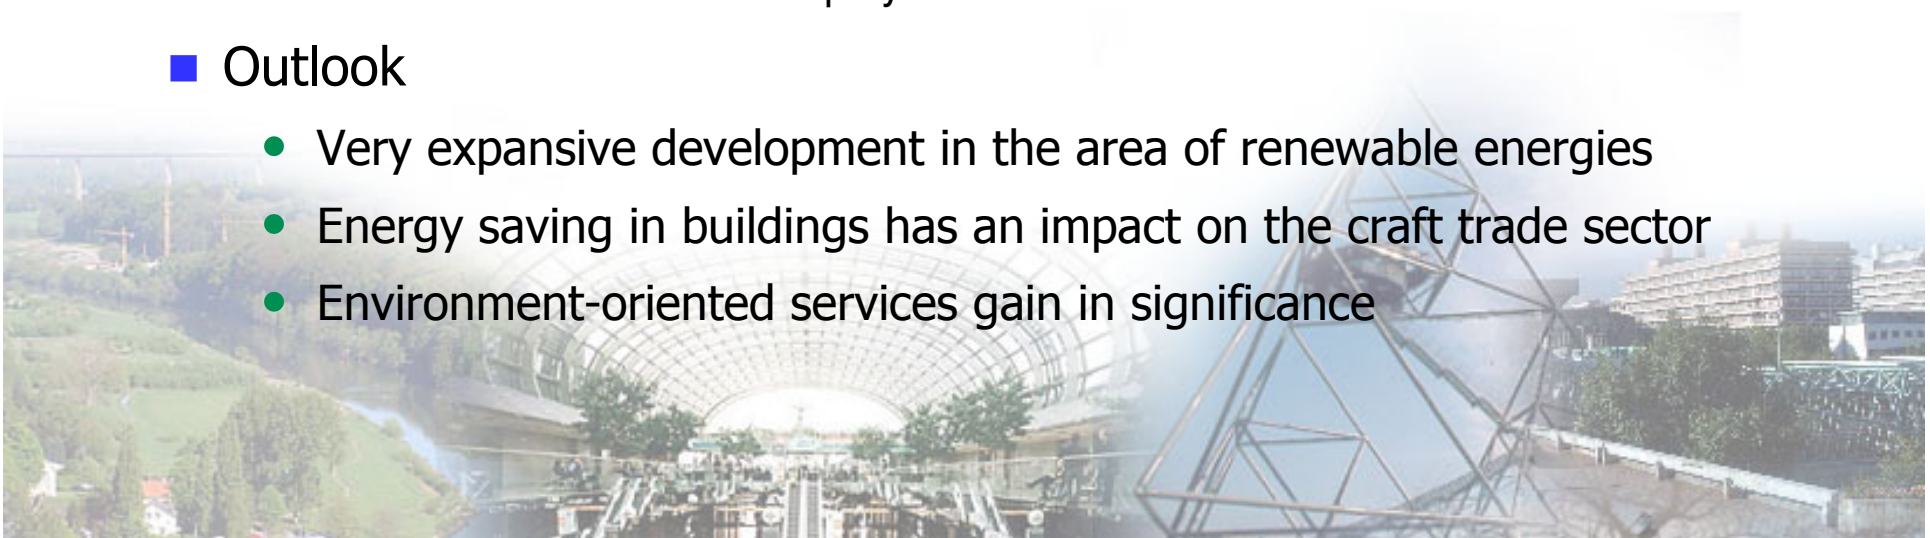 Outlook
Very expansive development in the area of renewable energies
Energy saving in buildings has an impact on the craft trade sector
Environment-oriented services gain in significance